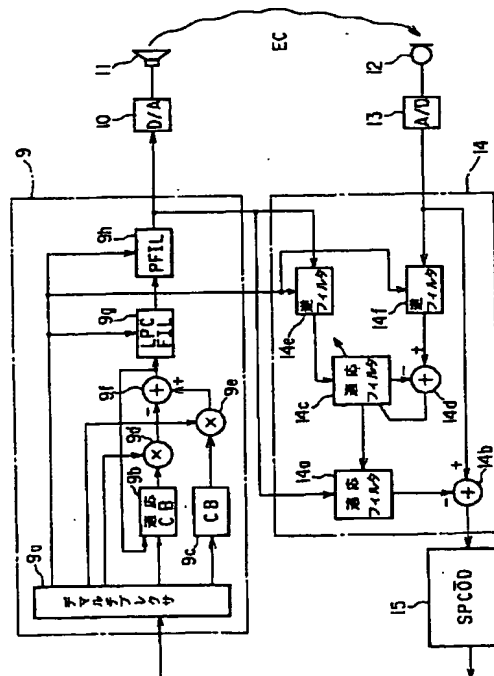 9
9a
デマルチプレクサ
9b
適応
CB
9c
CB
9d
×
9e
×
9f
+
-
+
9g
LPC
FIL
9h
PFIL
10
D/A
11
EC
12
13
A/D
14
14e
逆
フィルタ
14f
逆
フィルタ
14c
適応
フィルタ
14d
+
-
+
14a
適応
フィルタ
14b
+
-
+
15
SPCOD